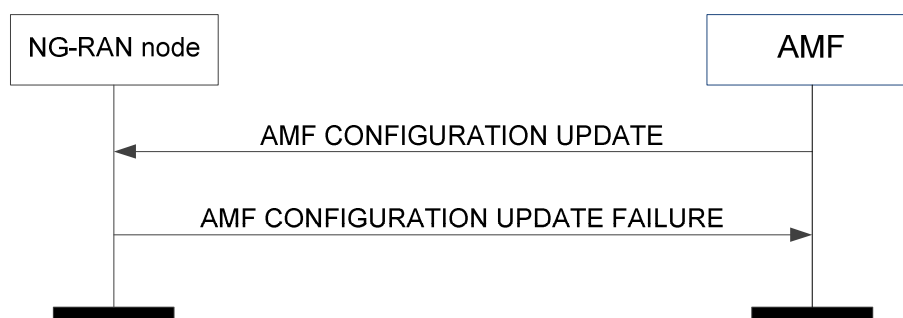 NG-RAN node
AMF
AMF CONFIGURATION UPDATE
AMF CONFIGURATION UPDATE FAILURE